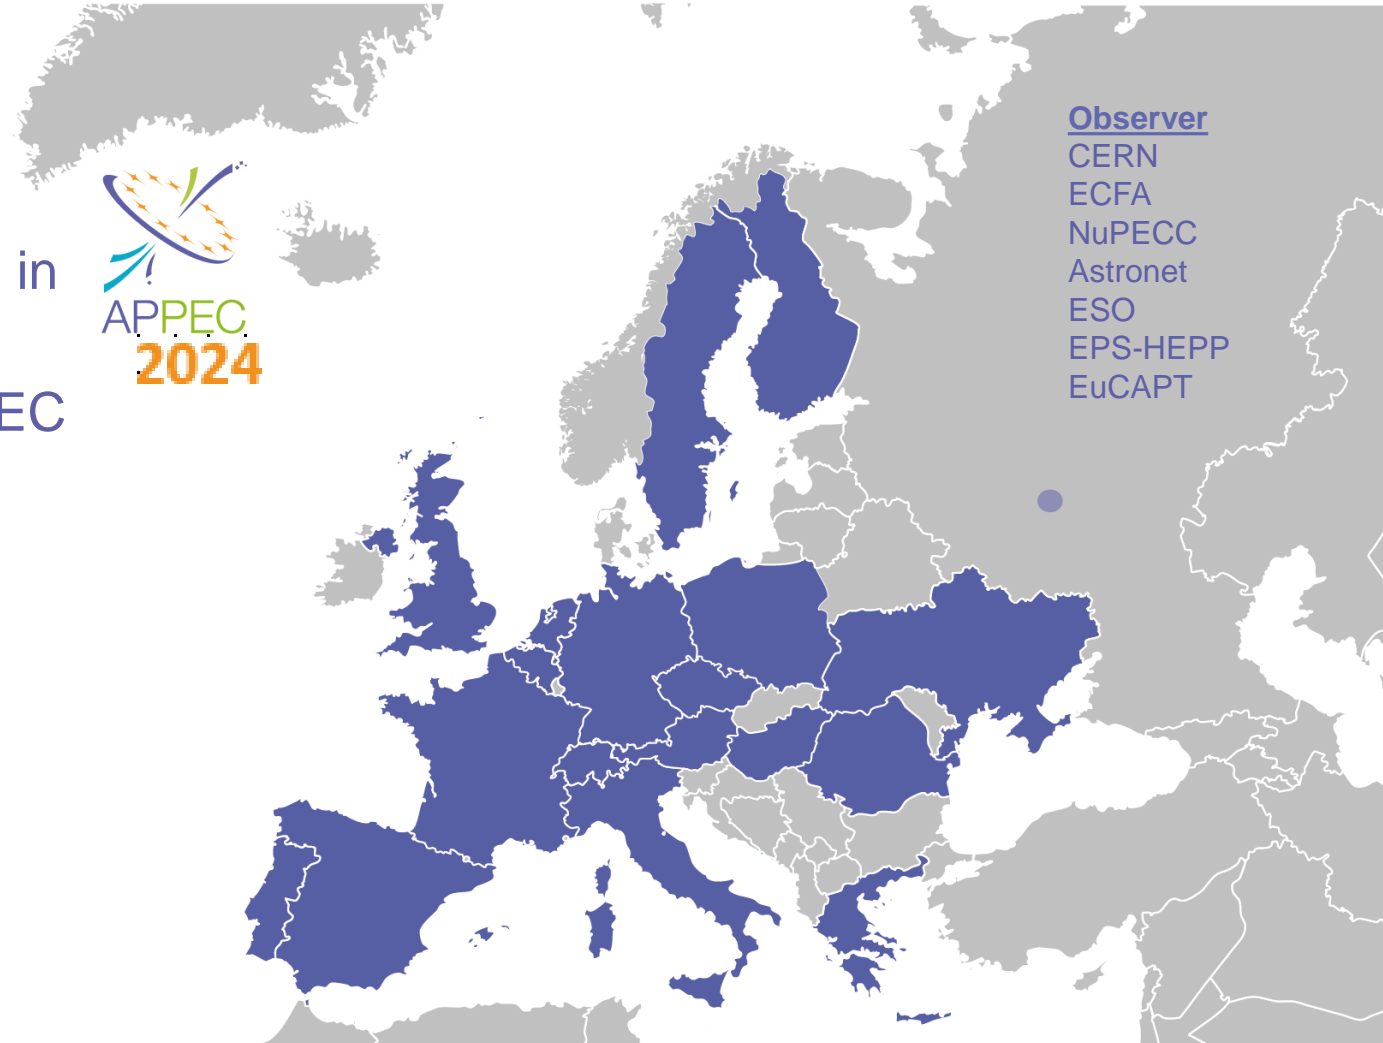 in
APPEC
2024
EC
Observer
CERN
ECFA
NuPECC
Astronet
ESO
EPS-HEPP
EuCAPT